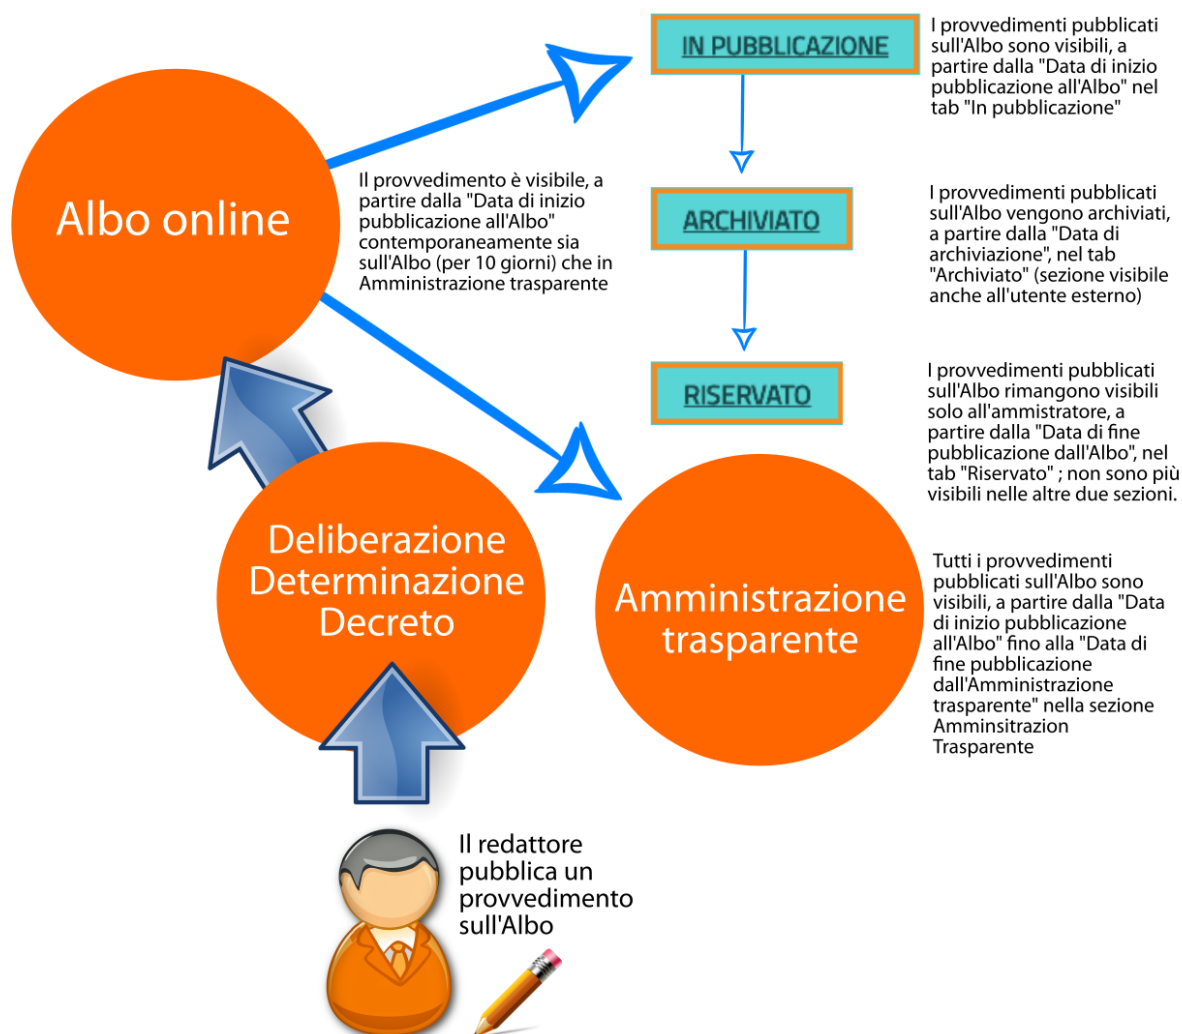 IN PUBBLICAZIONE
I provvedimenti pubblicati
sull'Albo sono visibili, a
partire dalla "Data di inizio
pubblicazione all'Albo" nel
tab "In pubblicazione"
Albo online
Il provvedimento è visibile, a
partire dalla "Data di inizio
pubblicazione all'Albo"
contemporaneamente sia
sull'Albo (per 10 giorni) che in
Amministrazione trasparente
ARCHIVIATO
I provvedimenti pubblicati
sull'Albo vengono archiviati,
a partire dalla "Data di
archiviazione", nel tab
"Archiviato" (sezione visibile
anche all'utente esterno)
RISERVATO
I provvedimenti pubblicati
sull'Albo rimangono visibili
solo all'ammistratore, a
partire dalla "Data di fine
pubblicazione dall'Albo", nel
tab "Riservato" ; non sono più
visibili nelle altre due sezioni.
Deliberazione
Determinazione
Decreto
Amministrazione
trasparente
Tutti i provvedimenti
pubblicati sull'Albo sono
visibili, a partire dalla "Data
di inizio pubblicazione
all'Albo" fino alla "Data di
fine pubblicazione
dall'Amministrazione
trasparente" nella sezione
Amminsitrazion
Trasparente
Il redattore
pubblica un
provvedimento
sull'Albo